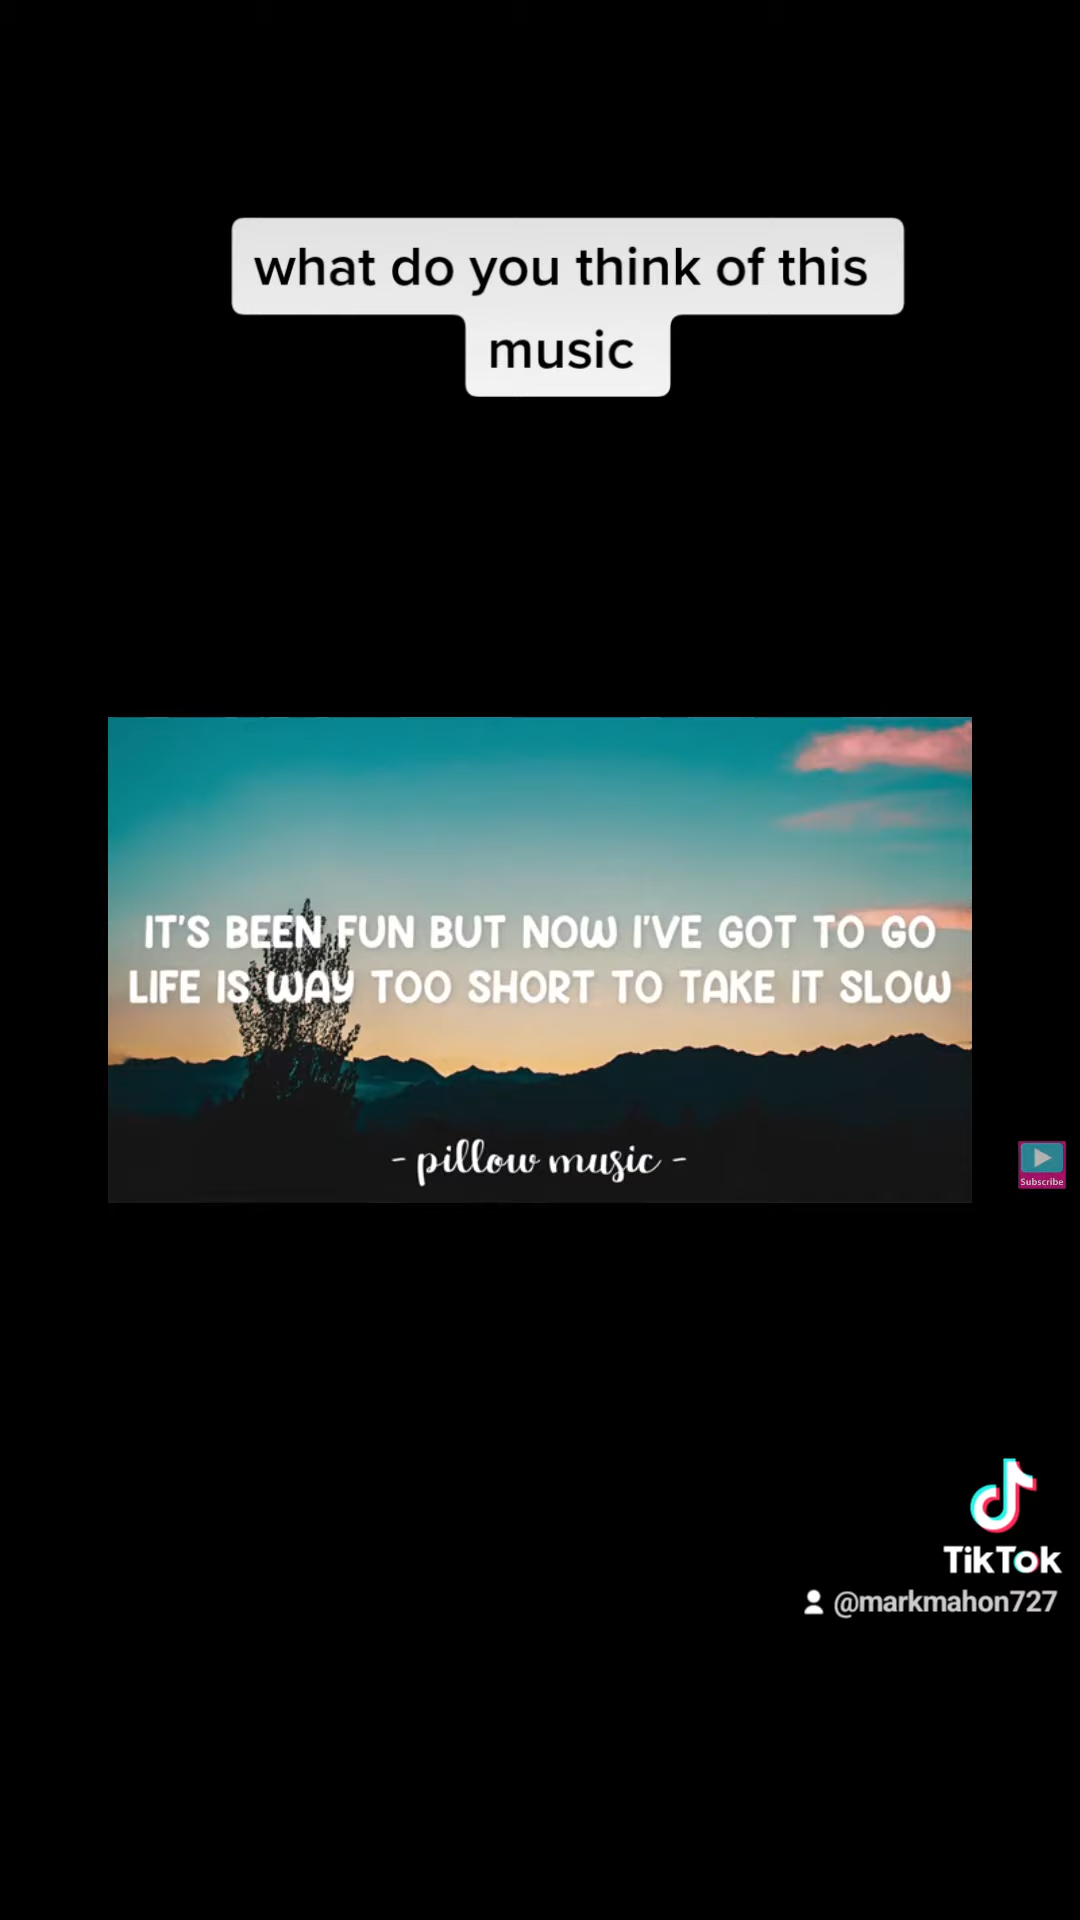 what do you think of this
music
IT'S BEEN FUN BUT NOW I'VE GOT TO GO
LIFE IS WAY TOO SHORT TO TAKE IT SLOW
- pillow music -
Subscribe
TikTok
@markmahon727